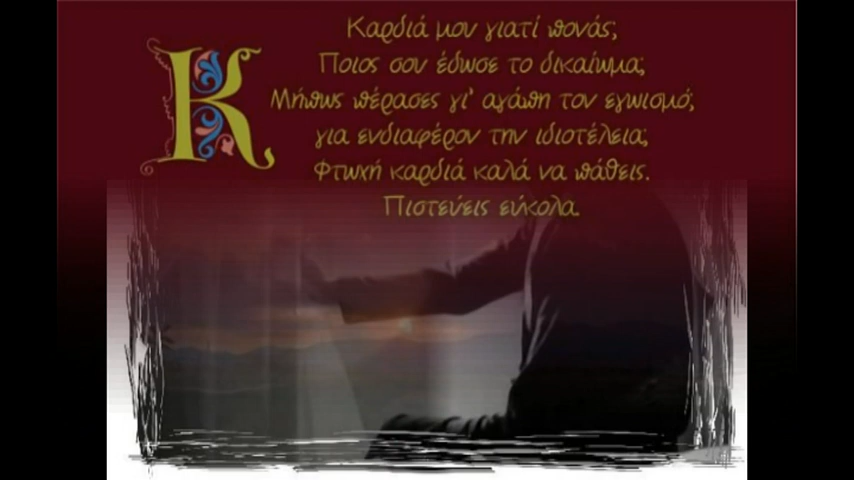 Κ
Καρδιά μου γιατί πονάς;
Ποιος σου έδωσε το δικαίωμα;
Μήπως πέρασες γι' αγάπη τον εγωισμό;
για ενδιαφέρον την ιδιοτέλεια;
Φτωχή καρδιά καλά να πάθεις.
Πιστεύεις εύκολα.